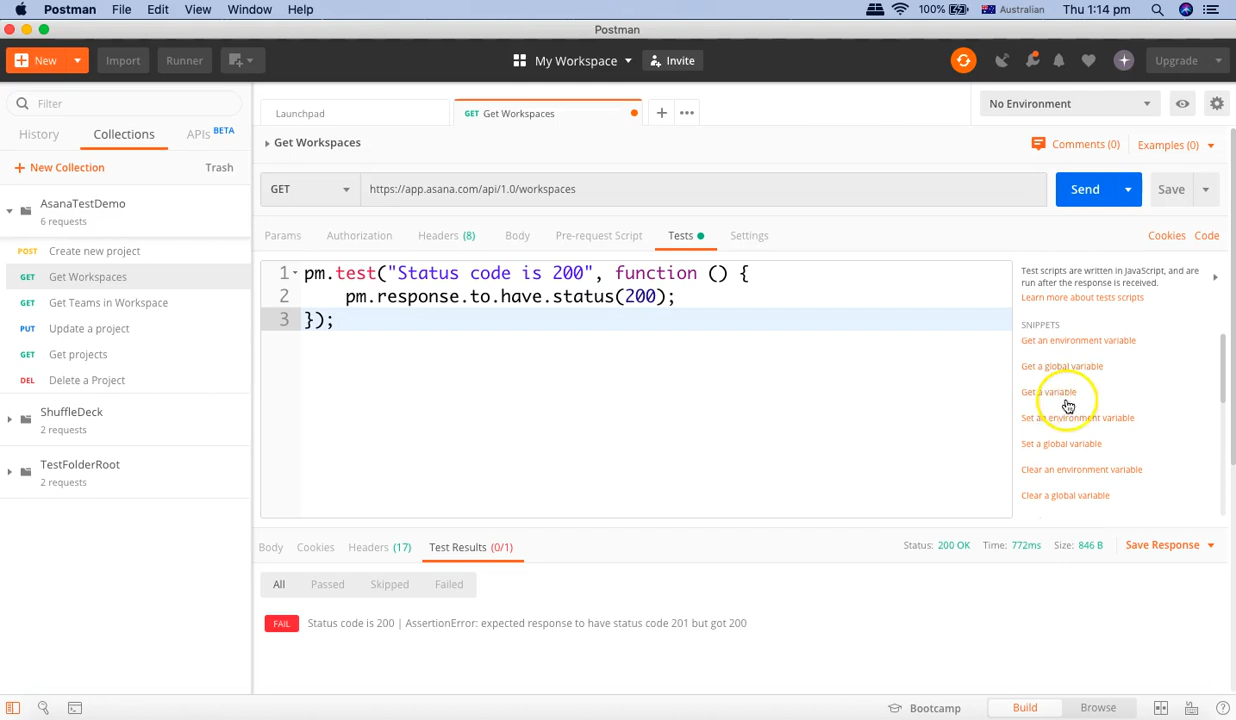 Postman File Edit View Window Help 100% Australian Thu 1:14 pm
Postman
New Import Runner My Workspace Invite Upgrade
Filter
History Collections APIs BETA
New Collection Trash
AsanaTestDemo
6 requests
POST Create new project
GET Get Workspaces
GET Get Teams in Workspace
PUT Update a project
GET Get projects
DEL Delete a Project
ShuffleDeck
2 requests
TestFolderRoot
2 requests
Launchpad GET Get Workspaces No Environment
Get Workspaces Comments (0) Examples (0)
GET https://app.asana.com/api/1.0/workspaces Send Save
Params Authorization Headers (8) Body Pre-request Script Tests Settings Cookies Code
1 pm.test("Status code is 200", function () {
2 pm.response.to.have.status(200);
3 });
Test scripts are written in JavaScript, and are
run after the response is received.
Learn more about tests scripts
SNIPPETS
Get an environment variable
Get a global variable
Get a variable
Set an environment variable
Set a global variable
Clear an environment variable
Clear a global variable
Body Cookies Headers (17) Test Results (0/1) Status: 200 OK Time: 772ms Size: 846 B Save Response
All Passed Skipped Failed
FAIL Status code is 200 | AssertionError: expected response to have status code 201 but got 200
Bootcamp Build Browse